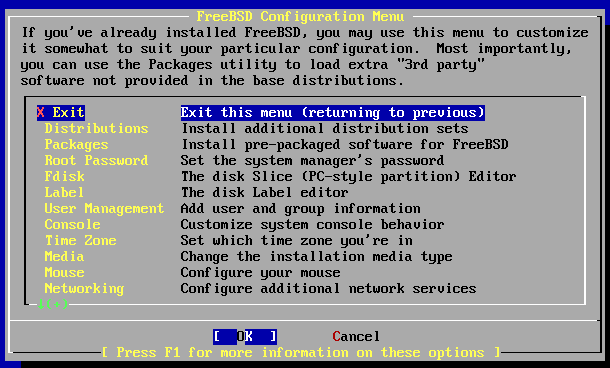 FreeBSD Configuration Menu
If you've already installed FreeBSD, you may use this menu to customize
it somewhat to suit your particular configuration.  Most importantly,
you can use the Packages utility to load extra "3rd party"
software not provided in the base distributions.
X Exit Exit this menu (returning to previous)
Distributions Install additional distribution sets
Packages Install pre-packaged software for FreeBSD
Root Password Set the system manager's password
Fdisk The disk Slice (PC-style partition) Editor
Label The disk Label editor
User Management Add user and group information
Console Customize system console behavior
Time Zone Set which time zone you're in
Media Change the installation media type
Mouse Configure your mouse
Networking Configure additional network services
↓(+)
[ OK ] Cancel
[ Press F1 for more information on these options ]